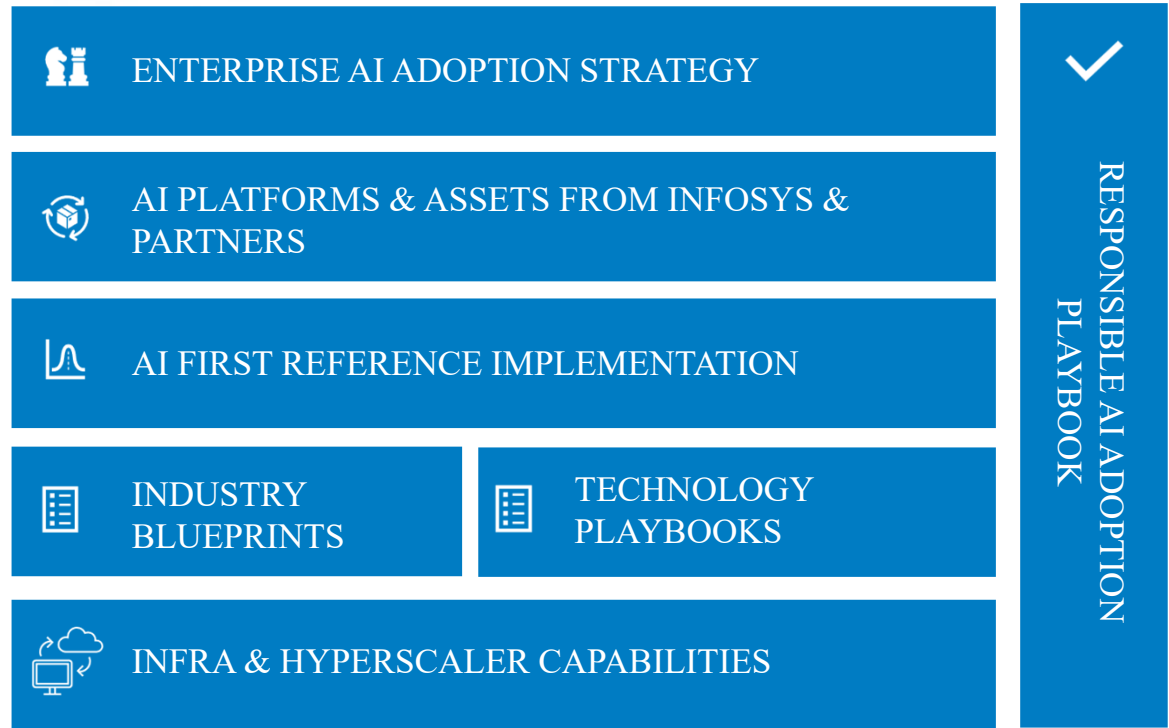 ENTERPRISE AI ADOPTION STRATEGY
AI PLATFORMS & ASSETS FROM INFOSYS &
PARTNERS
AI FIRST REFERENCE IMPLEMENTATION
INDUSTRY
BLUEPRINTS
TECHNOLOGY
PLAYBOOKS
INFRA & HYPERSCALER CAPABILITIES
RESPONSIBLE AI ADOPTION
PLAYBOOK